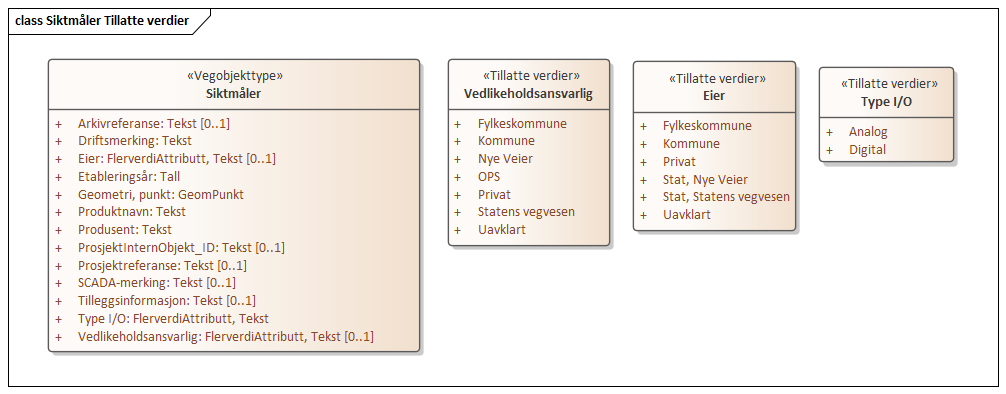 class Siktmåler Tillatte verdier
«Vegobjekttype»
Siktmåler
+ Arkivreferanse: Tekst [0..1]
+ Driftsmerking: Tekst
+ Eier: FlerverdiAttributt, Tekst [0..1]
+ Etableringsår: Tall
+ Geometri, punkt: GeomPunkt
+ Produktnavn: Tekst
+ Produsent: Tekst
+ ProsjektInternObjekt_ID: Tekst [0..1]
+ Prosjektreferanse: Tekst [0..1]
+ SCADA-merking: Tekst [0..1]
+ Tilleggsinformasjon: Tekst [0..1]
+ Type I/O: FlerverdiAttributt, Tekst
+ Vedlikeholdsansvarlig: FlerverdiAttributt, Tekst [0..1]
«Tillatte verdier»
Vedlikeholdsansvarlig
+ Fylkeskommune
+ Kommune
+ Nye Veier
+ OPS
+ Privat
+ Statens vegvesen
+ Uavklart
«Tillatte verdier»
Eier
+ Fylkeskommune
+ Kommune
+ Privat
+ Stat, Nye Veier
+ Stat, Statens vegvesen
+ Uavklart
«Tillatte verdier»
Type I/O
+ Analog
+ Digital